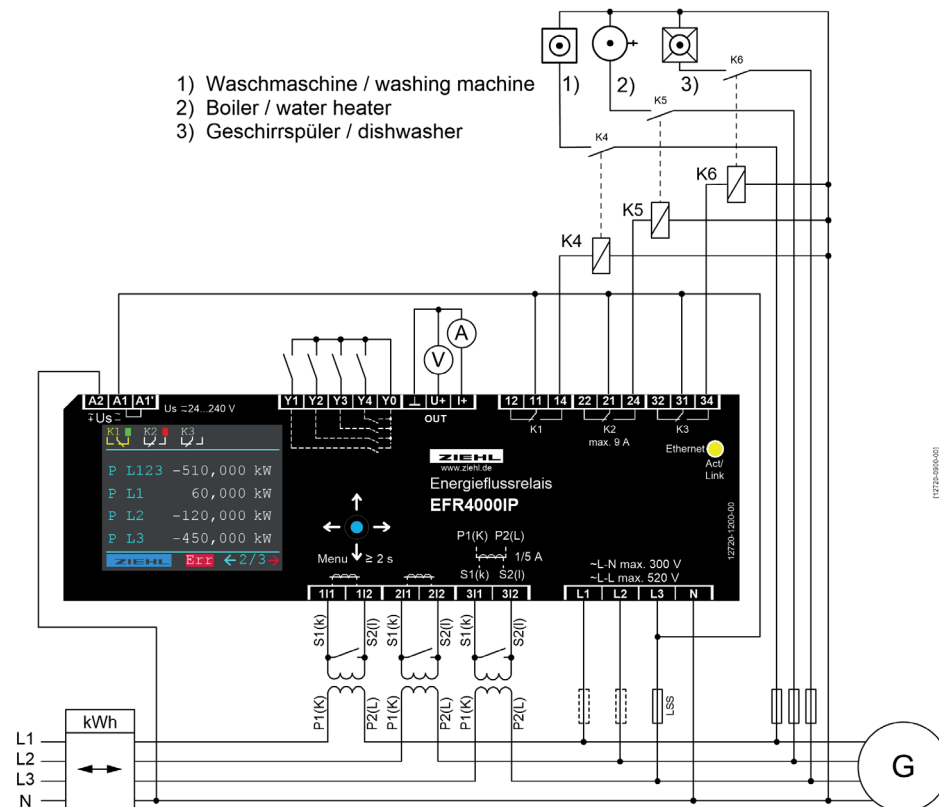 1) Waschmaschine / washing machine
2) Boiler / water heater
3) Geschirrspüler / dishwasher
1)
2)
3)
K6
K5
K4
K6
K5
K4
A
V
A2 A1 A1'
Us 24...240 V
Us
Y1 Y2 Y3 Y4 Y0
⊥ U+ I+
OUT
12 11 14
22 21 24
32 31 34
K1
K2
K3
max. 9 A
K1 K2 K3
P L123 -510,000 kW
P L1 60,000 kW
P L2 -120,000 kW
P L3 -450,000 kW
ZIEHL Err ←2/3→
Menu ≥ 2 s
ZIEHL
www.ziehl.de
Energieflussrelais
EFR4000IP
Ethernet
Act/
Link
P1(K) P2(L)
1/5 A
S1(k) S2(l)
~L-N max. 300 V
~L-L max. 520 V
12720-1200-00
[12720-0900-00]
1I1 1I2
2I1 2I2
3I1 3I2
L1 L2 L3 N
S1(k) S2(l) S1(k) S2(l) S1(k) S2(l)
P1(K) P2(L) P1(K) P2(L) P1(K) P2(L)
LSS
kWh
L1
L2
L3
N
G